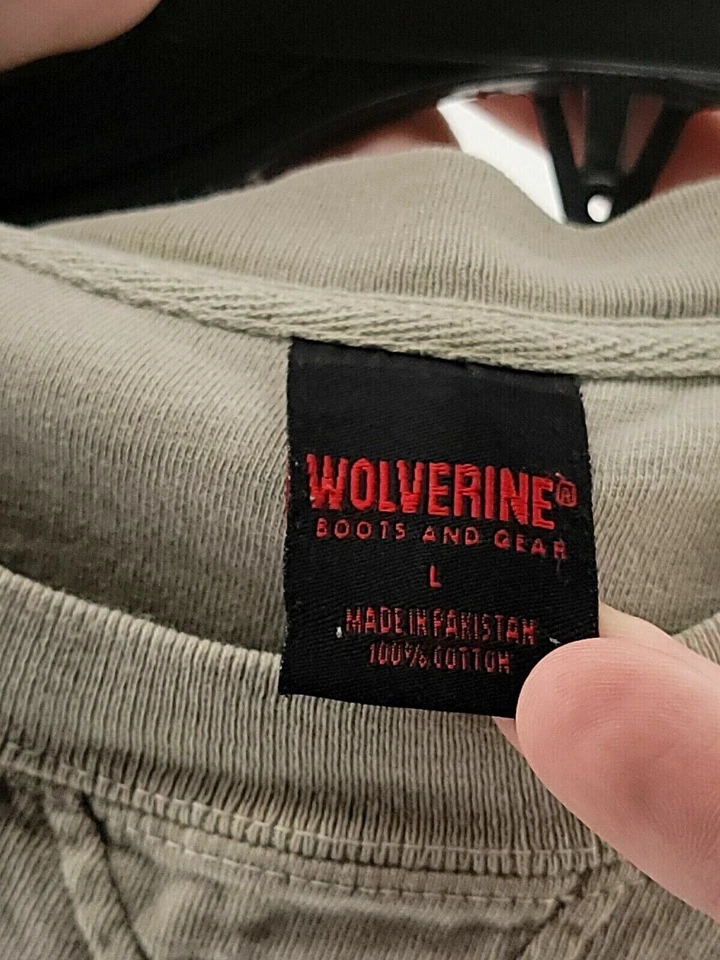 WOLVERINE®
BOOTS AND GEAR
L
MADE IN PAKISTAN
100% COTTON